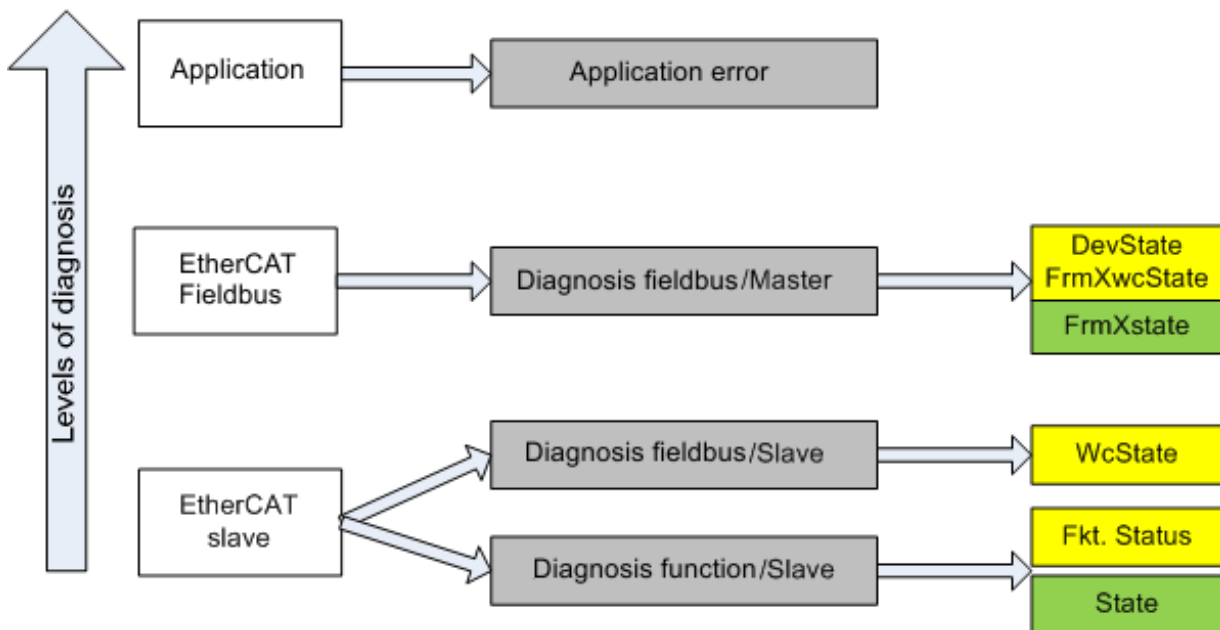 Levels of diagnosis
Application
Application error
EtherCAT
Fieldbus
Diagnosis fieldbus/Master
DevState
FrmXwcState
FrmXstate
EtherCAT
slave
Diagnosis fieldbus/Slave
WcState
Diagnosis function/Slave
Fkt. Status
State